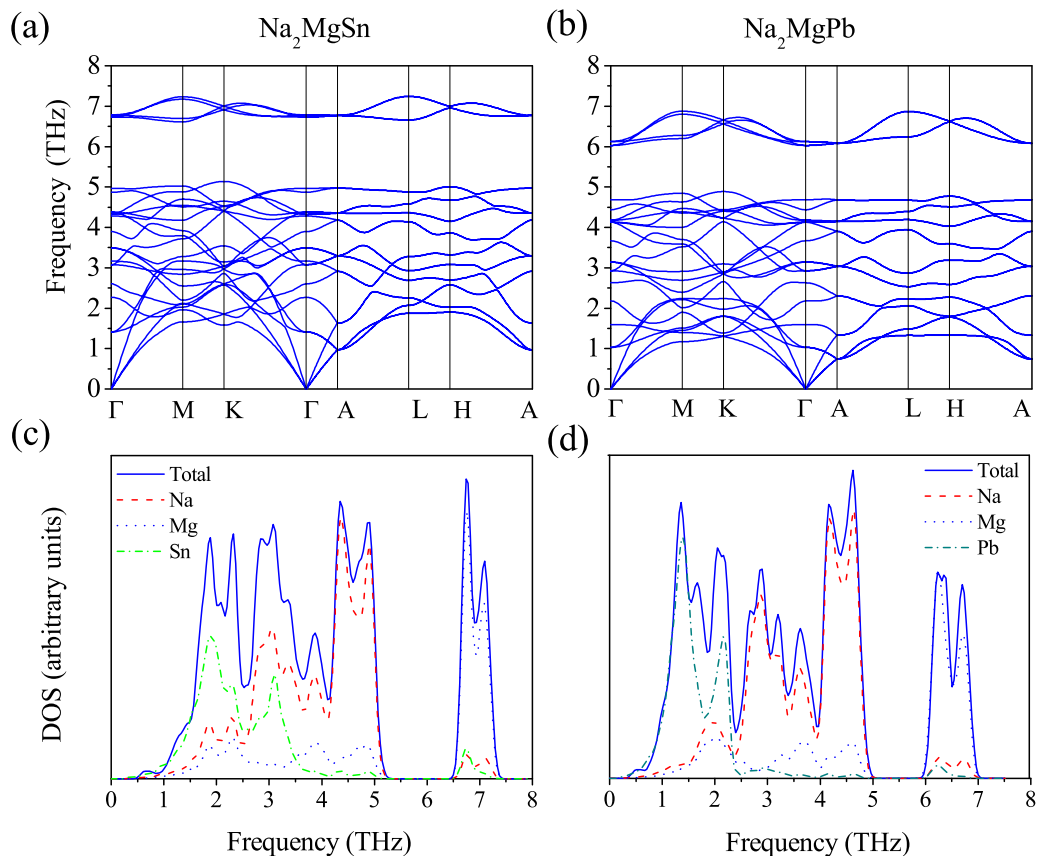 (a) Na₂MgSn
(b) Na₂MgPb
Frequency (THz)
8
7
6
5
4
3
2
1
0
Γ M K Γ A L H A
8
7
6
5
4
3
2
1
0
Γ M K Γ A L H A
(c)
Total
Na
Mg
Sn
DOS (arbitrary units)
0 1 2 3 4 5 6 7 8
Frequency (THz)
(d)
Total
Na
Mg
Pb
0 1 2 3 4 5 6 7 8
Frequency (THz)